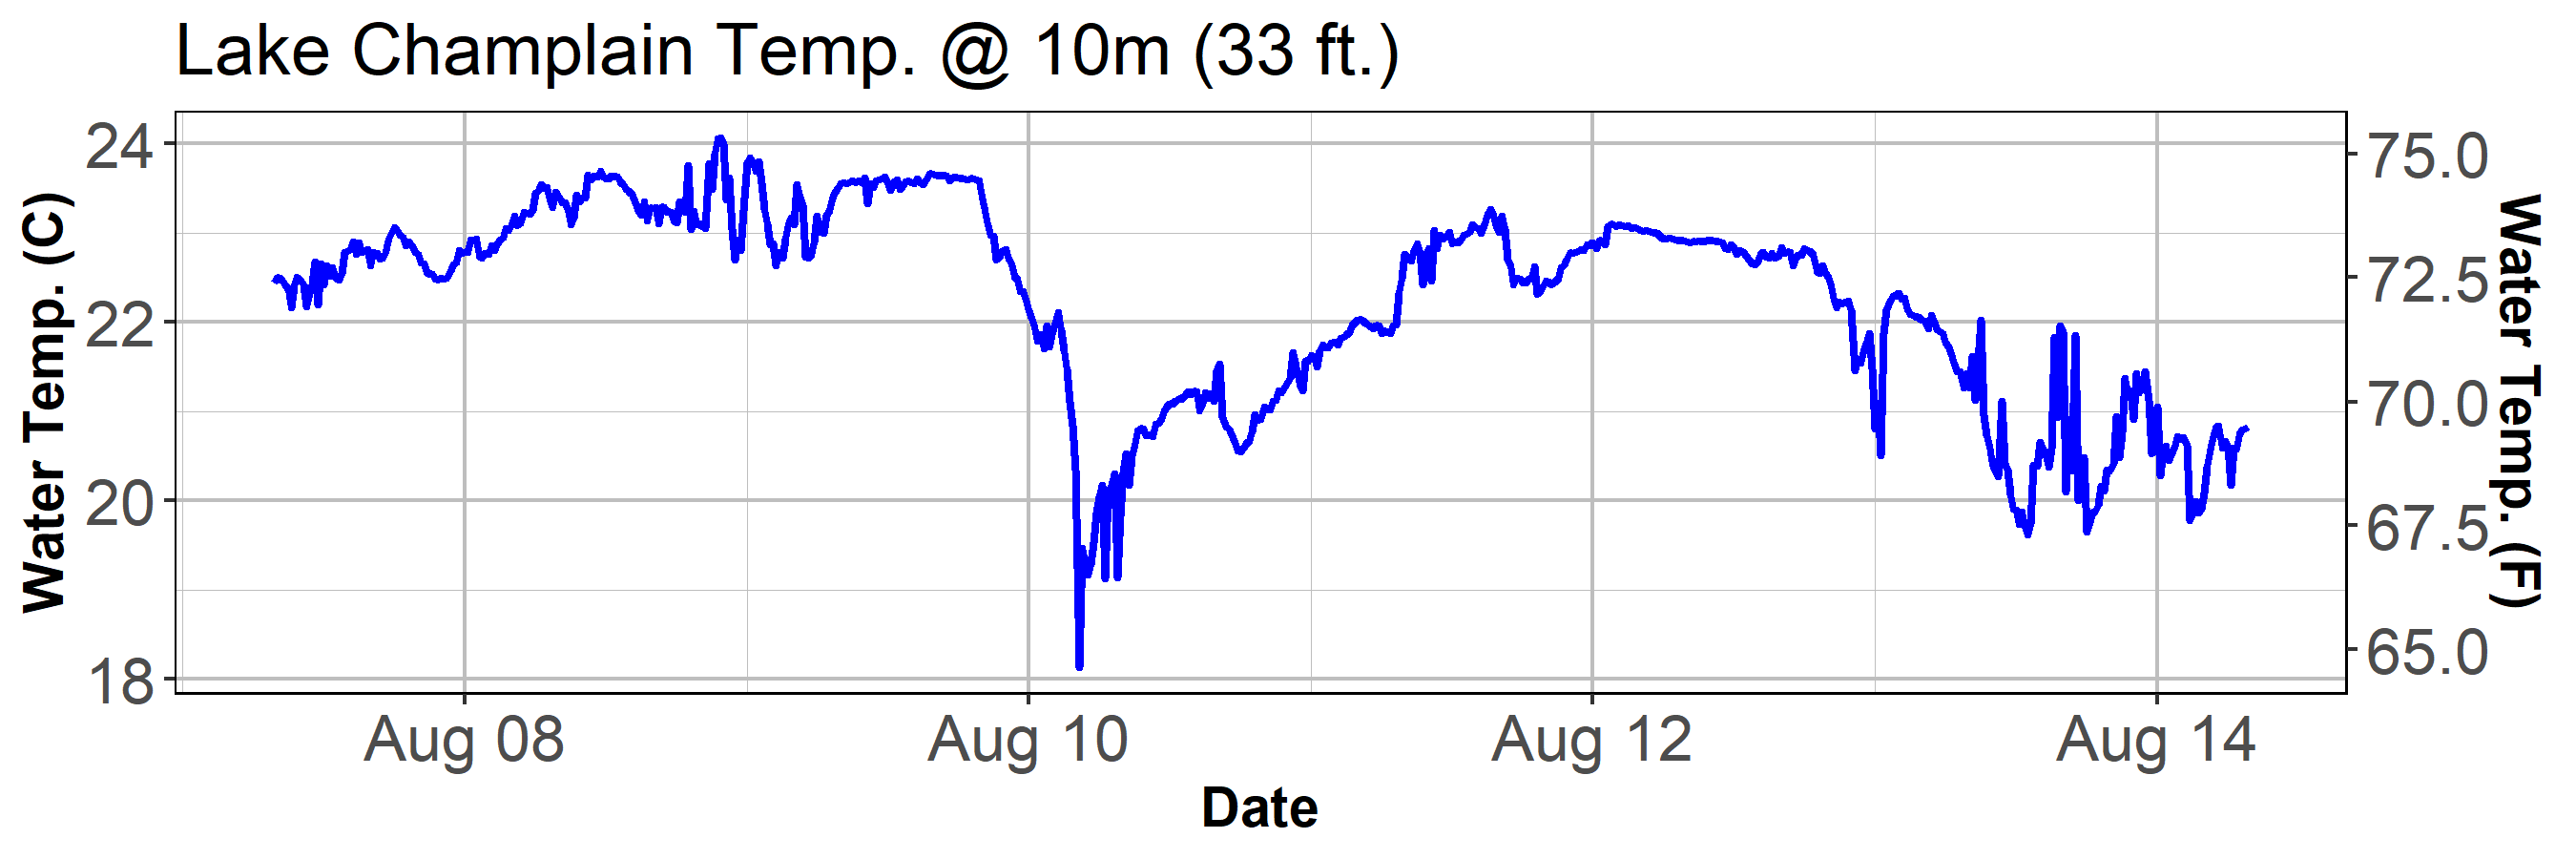 Lake Champlain Temp. @ 10m (33 ft.)
Water Temp. (C)
24
22
20
18
75.0
72.5
70.0
67.5
65.0
Water Temp. (F)
Aug 08
Aug 10
Aug 12
Aug 14
Date